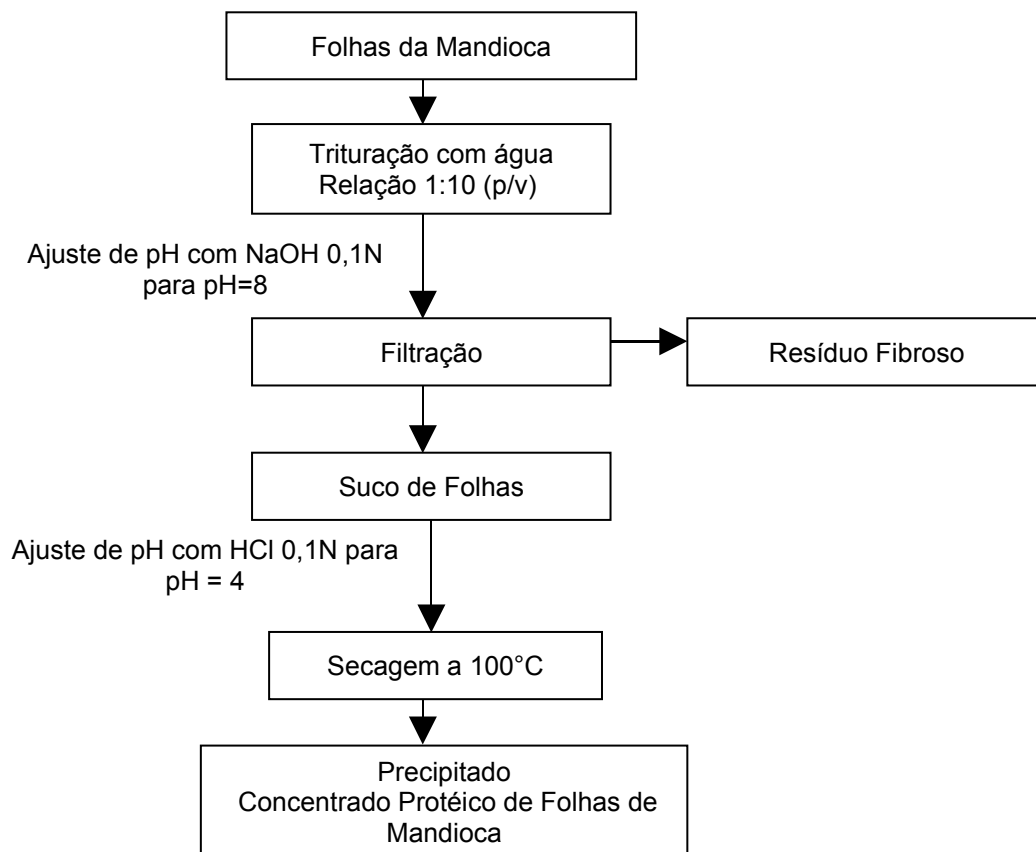 Folhas da Mandioca
Trituração com água
Relação 1:10 (p/v)
Ajuste de pH com NaOH 0,1N
para pH=8
Filtração
Resíduo Fibroso
Suco de Folhas
Ajuste de pH com HCl 0,1N para
pH = 4
Secagem a 100°C
Precipitado
Concentrado Protéico de Folhas de
Mandioca